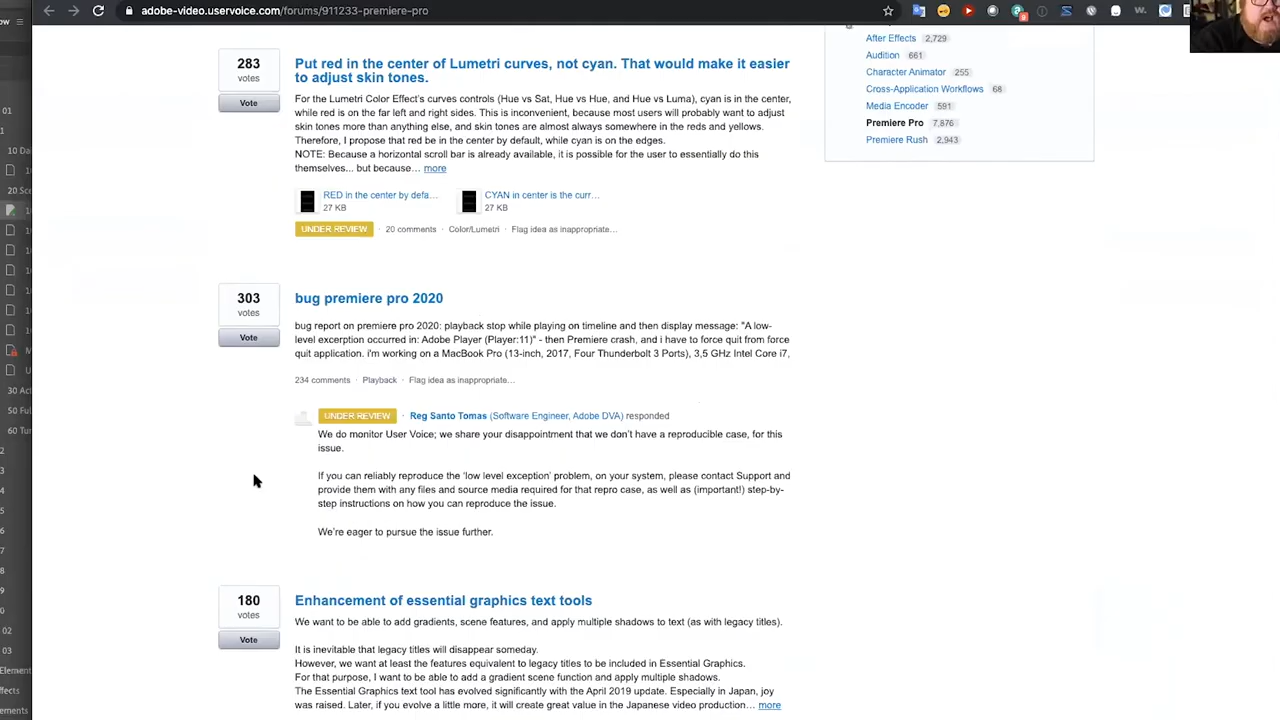 adobe-video.uservoice.com/forums/911233-premiere-pro
283
votes
Vote
Put red in the center of Lumetri curves, not cyan. That would make it easier
to adjust skin tones.
For the Lumetri Color Effect's curves controls (Hue vs Sat, Hue vs Hue, and Hue vs Luma), cyan is in the center,
while red is on the far left and right sides. This is inconvenient, because most users will probably want to adjust
skin tones more than anything else, and skin tones are almost always somewhere in the reds and yellows.
Therefore, I propose that red be in the center by default, while cyan is on the edges.
NOTE: Because a horizontal scroll bar is already available, it is possible for the user to essentially do this
themselves... but because… more
RED in the center by defa…
27 KB
CYAN in center is the curr…
27 KB
UNDER REVIEW · 20 comments · Color/Lumetri · Flag idea as inappropriate…
303
votes
Vote
bug premiere pro 2020
bug report on premiere pro 2020: playback stop while playing on timeline and then display message: "A low-
level excerption occurred in: Adobe Player (Player:11)" - then Premiere crash, and i have to force quit from force
quit application. i'm working on a MacBook Pro (13-inch, 2017, Four Thunderbolt 3 Ports), 3,5 GHz Intel Core i7,
234 comments · Playback · Flag idea as inappropriate…
UNDER REVIEW · Reg Santo Tomas (Software Engineer, Adobe DVA) responded
We do monitor User Voice; we share your disappointment that we don't have a reproducible case, for this
issue.
If you can reliably reproduce the 'low level exception' problem, on your system, please contact Support and
provide them with any files and source media required for that repro case, as well as (important!) step-by-
step instructions on how you can reproduce the issue.
We're eager to pursue the issue further.
180
votes
Vote
Enhancement of essential graphics text tools
We want to be able to add gradients, scene features, and apply multiple shadows to text (as with legacy titles).
It is inevitable that legacy titles will disappear someday.
However, we want at least the features equivalent to legacy titles to be included in Essential Graphics.
For that purpose, I want to be able to add a gradient scene function and apply multiple shadows.
The Essential Graphics text tool has evolved significantly with the April 2019 update. Especially in Japan, joy
was raised. Later, if you evolve a little more, it will create great value in the Japanese video production… more
After Effects 2,729
Audition 661
Character Animator 255
Cross-Application Workflows 68
Media Encoder 591
Premiere Pro 7,876
Premiere Rush 2,943
01
10 Da
20.Sc
30 Ac
50 Ful
60 Tur
02
03
Element
ffects
ements